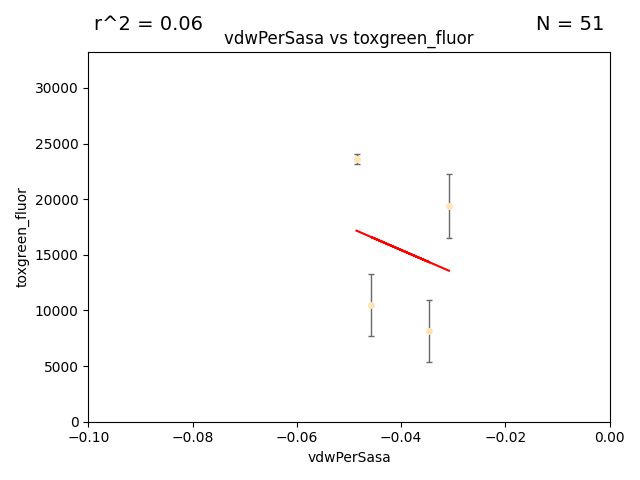 r^2 = 0.06
N = 51
vdwPerSasa vs toxgreen_fluor
30000
25000
20000
15000
10000
5000
0
toxgreen_fluor
−0.10
−0.08
−0.06
−0.04
−0.02
0.00
vdwPerSasa